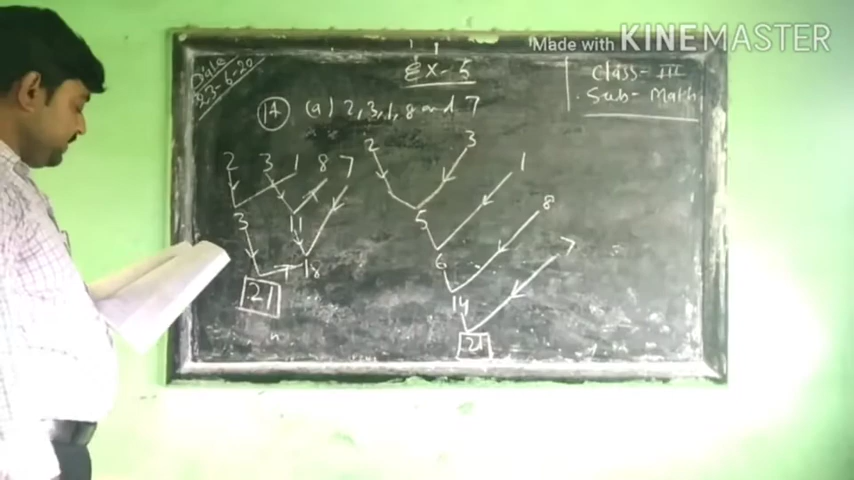 Made with KINEMASTER
Date
23-6-20
Ex-5
Class-III
Sub- Math
14 (a) 2, 3, 1, 8 and 7
2 3 1 8 7
3 11
18
21
2 3
1
5
8
6
7
14
21